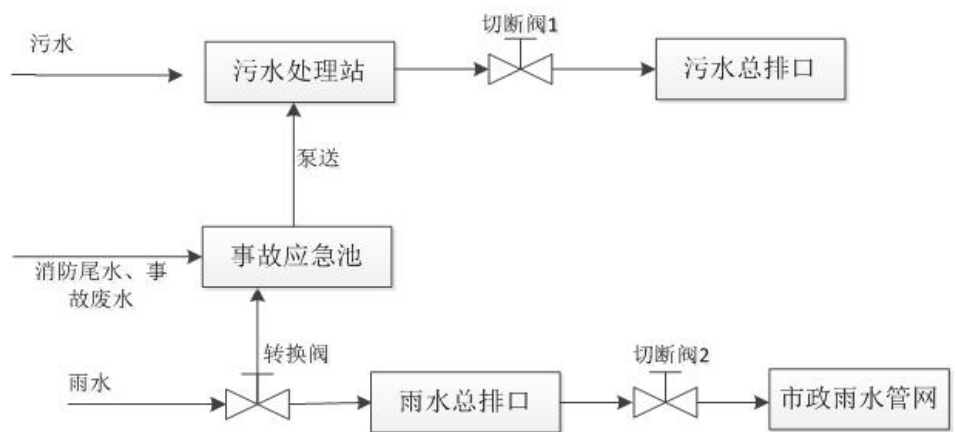 切断阀1
污水
污水处理站
污水总排口
泵送
事故应急池
消防尾水、事
故废水
转换阀
切断阀2
雨水
雨水总排口
市政雨水管网